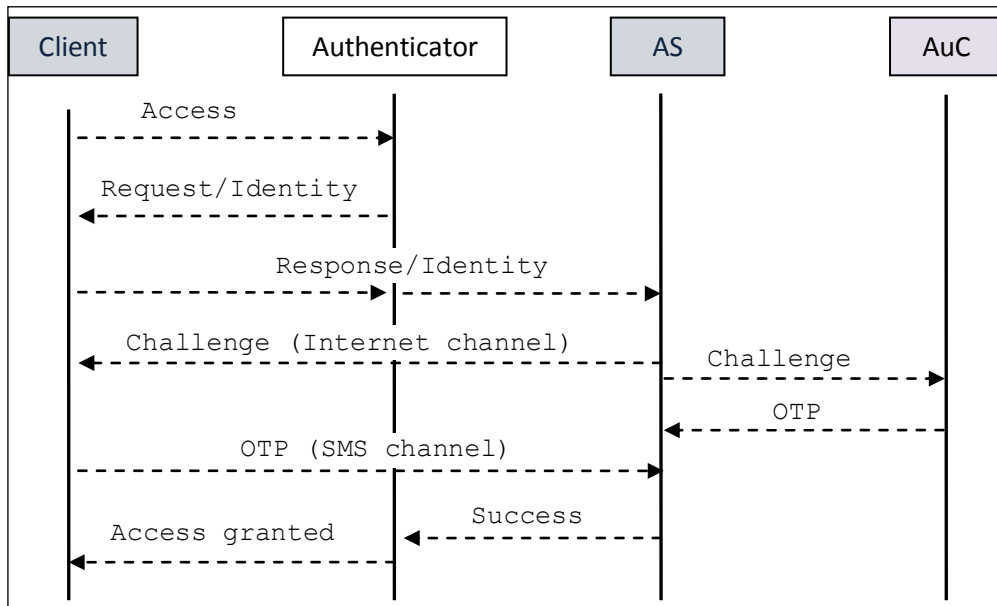 Client
Authenticator
AS
AuC
Access
Request/Identity
Response/Identity
Challenge (Internet channel)
Challenge
OTP
OTP (SMS channel)
Success
Access granted